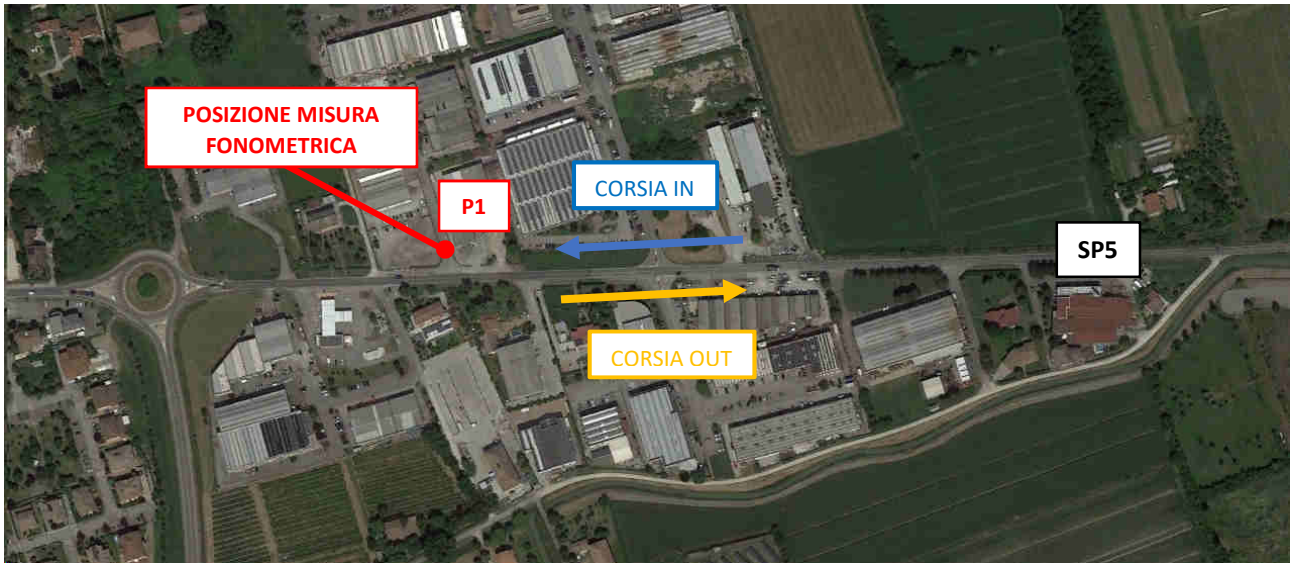 POSIZIONE MISURA
FONOMETRICA
P1
CORSIA IN
SP5
CORSIA OUT